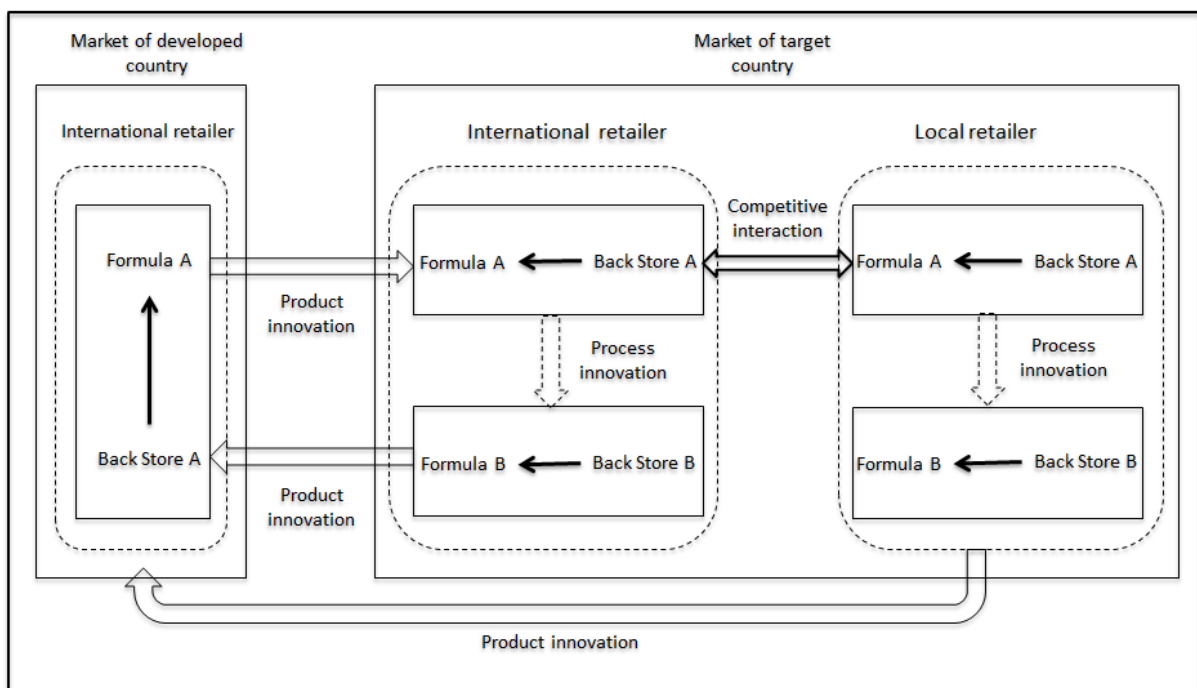 Market of developed
country
Market of target
country
International retailer
International retailer
Local retailer
Competitive
interaction
Formula A
Formula A
Back Store A
Formula A
Back Store A
Product
innovation
Process
innovation
Process
innovation
Back Store A
Formula B
Back Store B
Formula B
Back Store B
Product
innovation
Product innovation